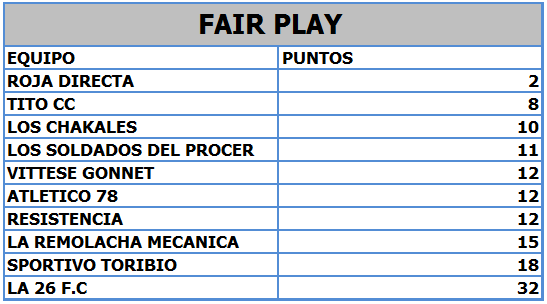 FAIR PLAY
EQUIPO PUNTOS
ROJA DIRECTA 2
TITO CC 8
LOS CHAKALES 10
LOS SOLDADOS DEL PROCER 11
VITTESE GONNET 12
ATLETICO 78 12
RESISTENCIA 12
LA REMOLACHA MECANICA 15
SPORTIVO TORIBIO 18
LA 26 F.C 32